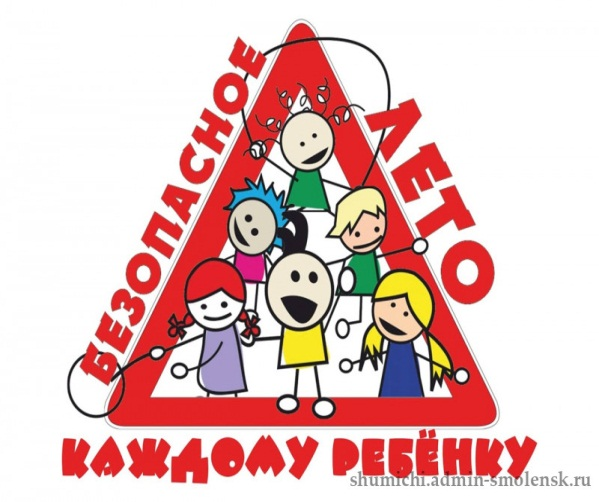 БЕЗОПАСНОЕ
ЛЕТО
КАЖДОМУ РЕБЁНКУ
shumichi.admin-smolensk.ru